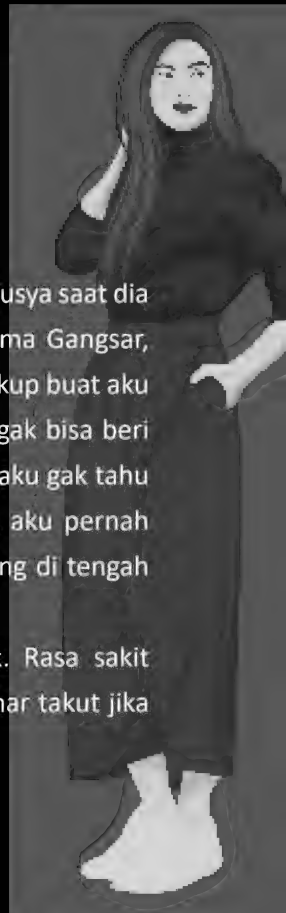 usya saat dia
ma Gangsar,
kup buat aku
gak bisa beri
aku gak tahu
aku pernah
ng di tengah
. Rasa sakit
nar takut jika